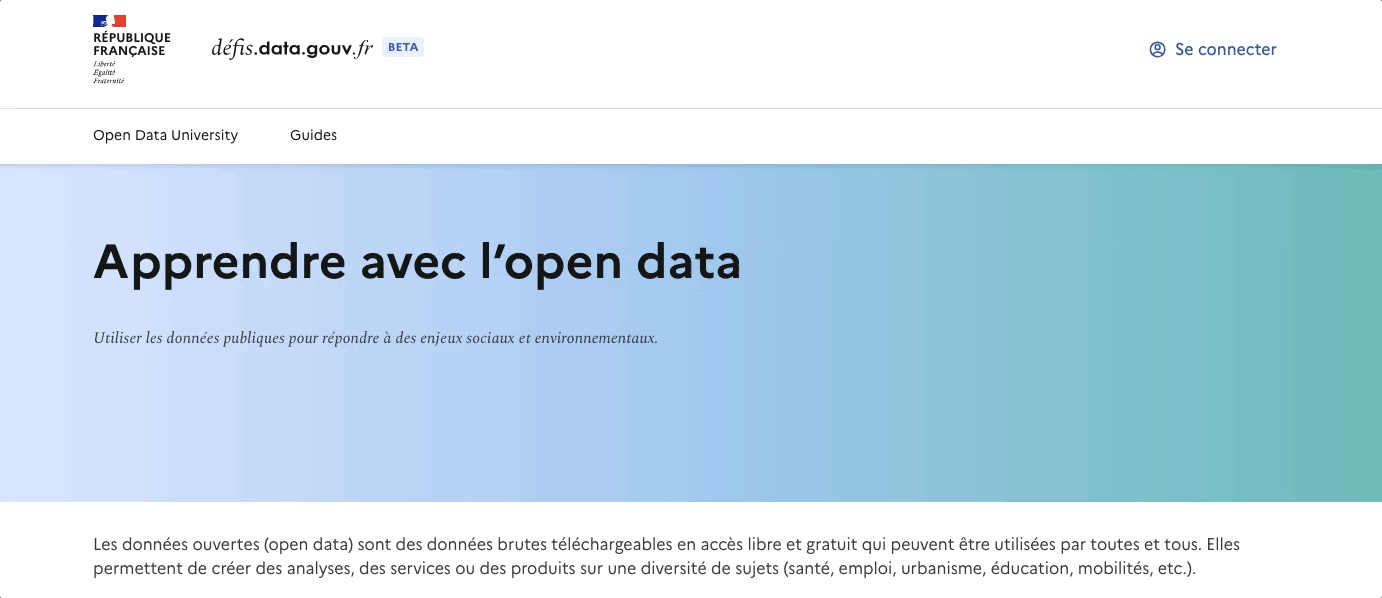 RÉPUBLIQUE
FRANÇAISE
Liberté
Égalité
Fraternité
défis.data.gouv.fr BETA
Se connecter
Open Data University
Guides
Apprendre avec l’open data
Utiliser les données publiques pour répondre à des enjeux sociaux et environnementaux.
Les données ouvertes (open data) sont des données brutes téléchargeables en accès libre et gratuit qui peuvent être utilisées par toutes et tous. Elles
permettent de créer des analyses, des services ou des produits sur une diversité de sujets (santé, emploi, urbanisme, éducation, mobilités, etc.).